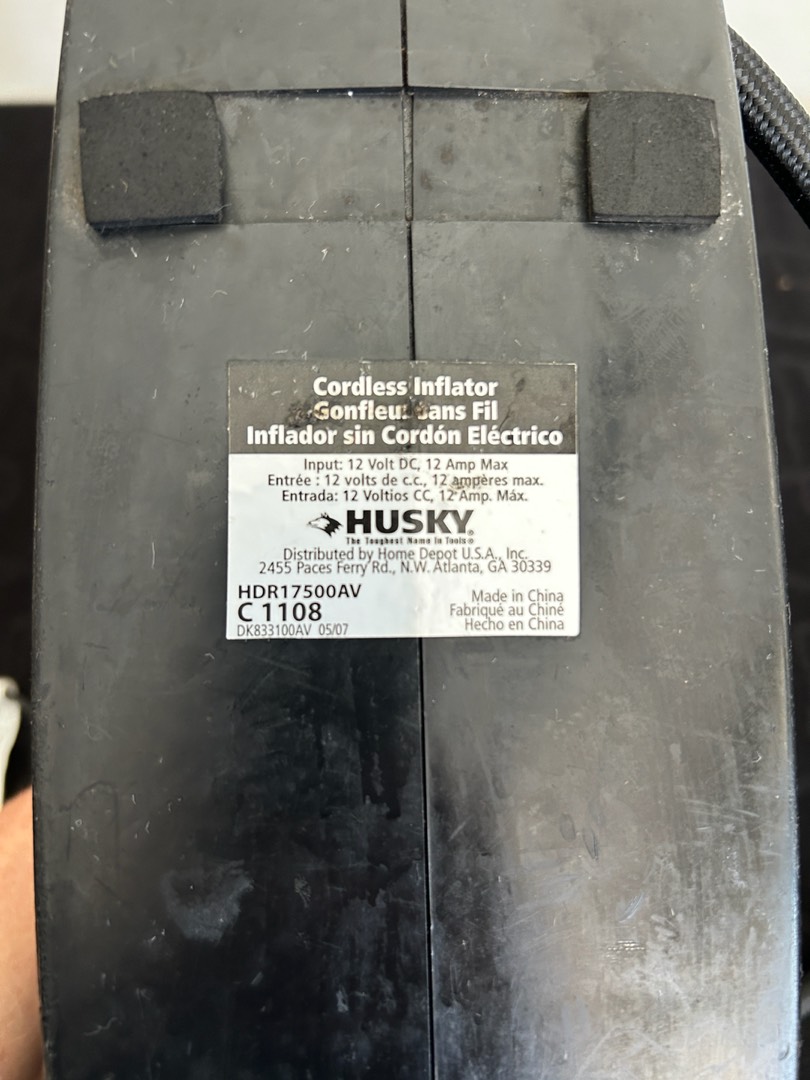 Cordless Inflator
Gonfleur sans Fil
Inflador sin Cordón Eléctrico
Input: 12 Volt DC, 12 Amp Max
Entrée : 12 volts de c.c., 12 ampères max.
Entrada: 12 Voltios CC, 12 Amp. Máx.
HUSKY
The Toughest Name In Tools®
Distributed by Home Depot U.S.A., Inc.
2455 Paces Ferry Rd., N.W. Atlanta, GA 30339
HDR17500AV
C 1108
DK833100AV 05/07
Made in China
Fabriqué au Chine
Hecho en China